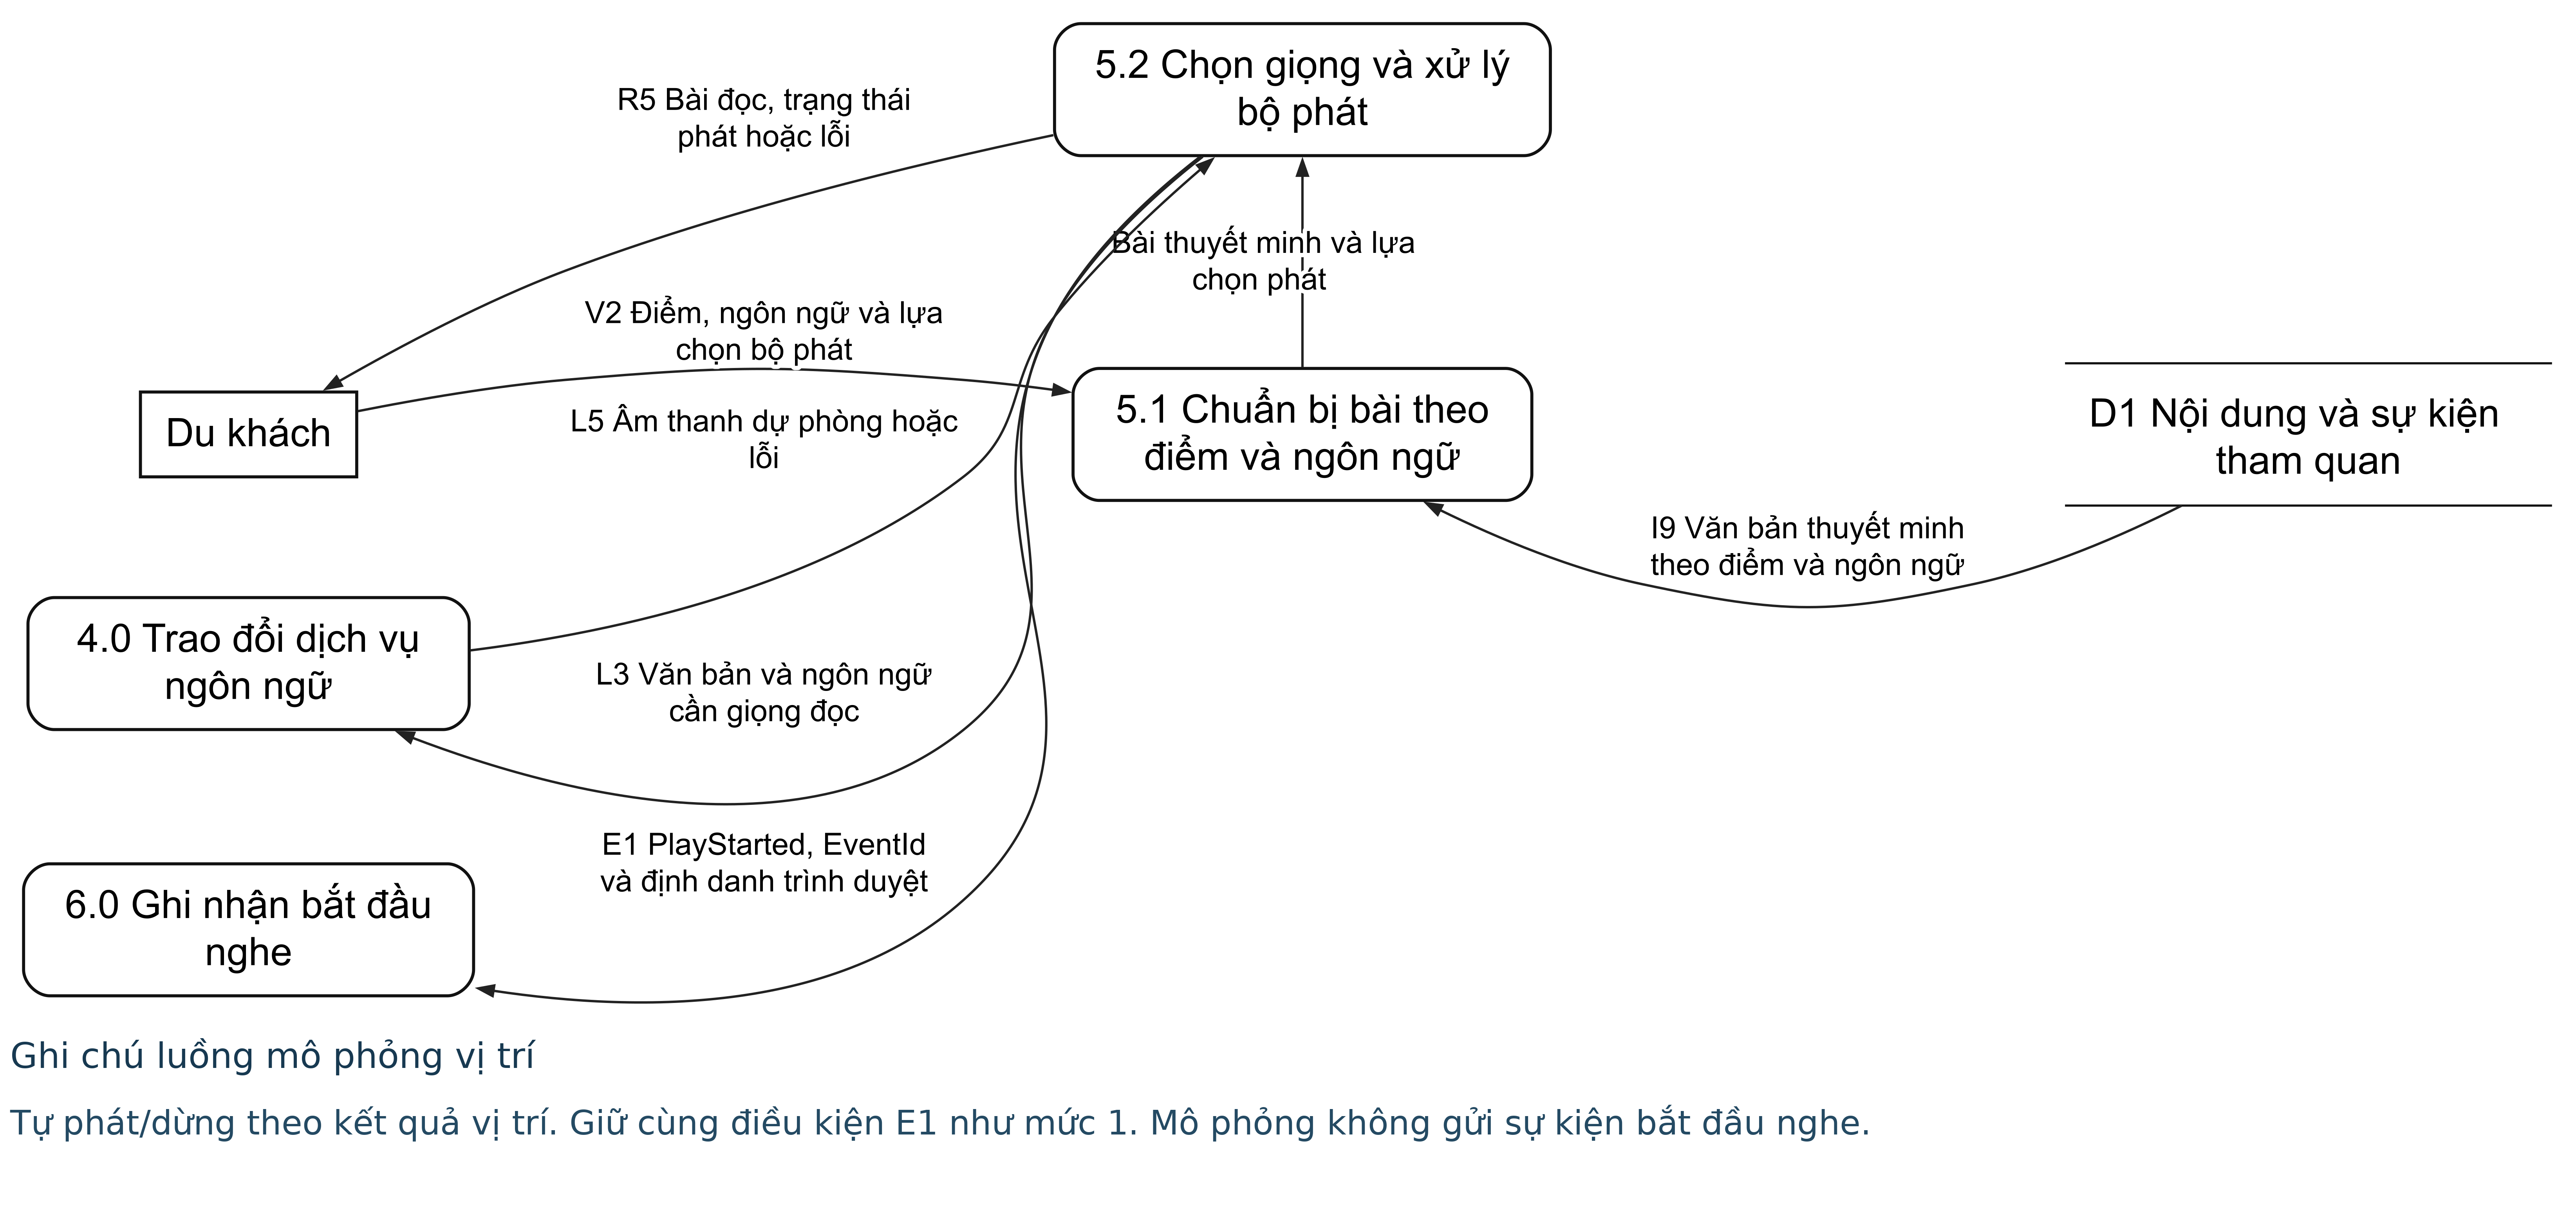 5.2 Chọn giọng và xử lý
bộ phát
R5 Bài đọc, trạng thái
phát hoặc lỗi
Bài thuyết minh và lựa
chọn phát
V2 Điểm, ngôn ngữ và lựa
chọn bộ phát
Du khách
L5 Âm thanh dự phòng hoặc
lỗi
5.1 Chuẩn bị bài theo
điểm và ngôn ngữ
D1 Nội dung và sự kiện
tham quan
I9 Văn bản thuyết minh
theo điểm và ngôn ngữ
4.0 Trao đổi dịch vụ
ngôn ngữ
L3 Văn bản và ngôn ngữ
cần giọng đọc
E1 PlayStarted, EventId
và định danh trình duyệt
6.0 Ghi nhận bắt đầu
nghe
Ghi chú luồng mô phỏng vị trí
Tự phát/dừng theo kết quả vị trí. Giữ cùng điều kiện E1 như mức 1. Mô phỏng không gửi sự kiện bắt đầu nghe.